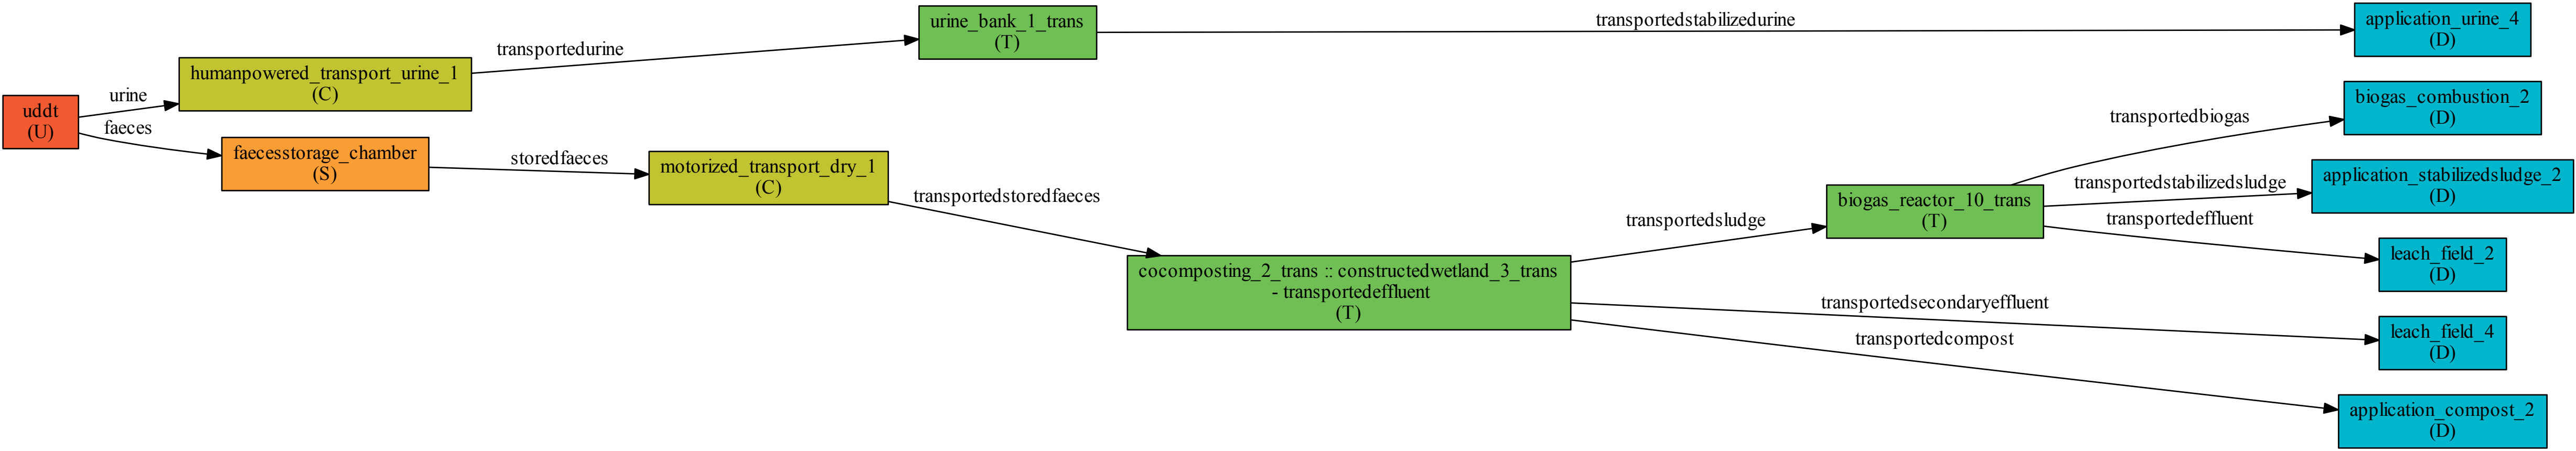 uddt
(U)
urine
faeces
humanpowered_transport_urine_1
(C)
faecesstorage_chamber
(S)
transportedurine
storedfaeces
motorized_transport_dry_1
(C)
urine_bank_1_trans
(T)
transportedstoredfaeces
cocomposting_2_trans :: constructedwetland_3_trans
- transportedeffluent
(T)
transportedstabilizedurine
transportedsludge
transportedsecondaryeffluent
transportedcompost
biogas_reactor_10_trans
(T)
transportedbiogas
transportedstabilizedsludge
transportedeffluent
application_urine_4
(D)
biogas_combustion_2
(D)
application_stabilizedsludge_2
(D)
leach_field_2
(D)
leach_field_4
(D)
application_compost_2
(D)